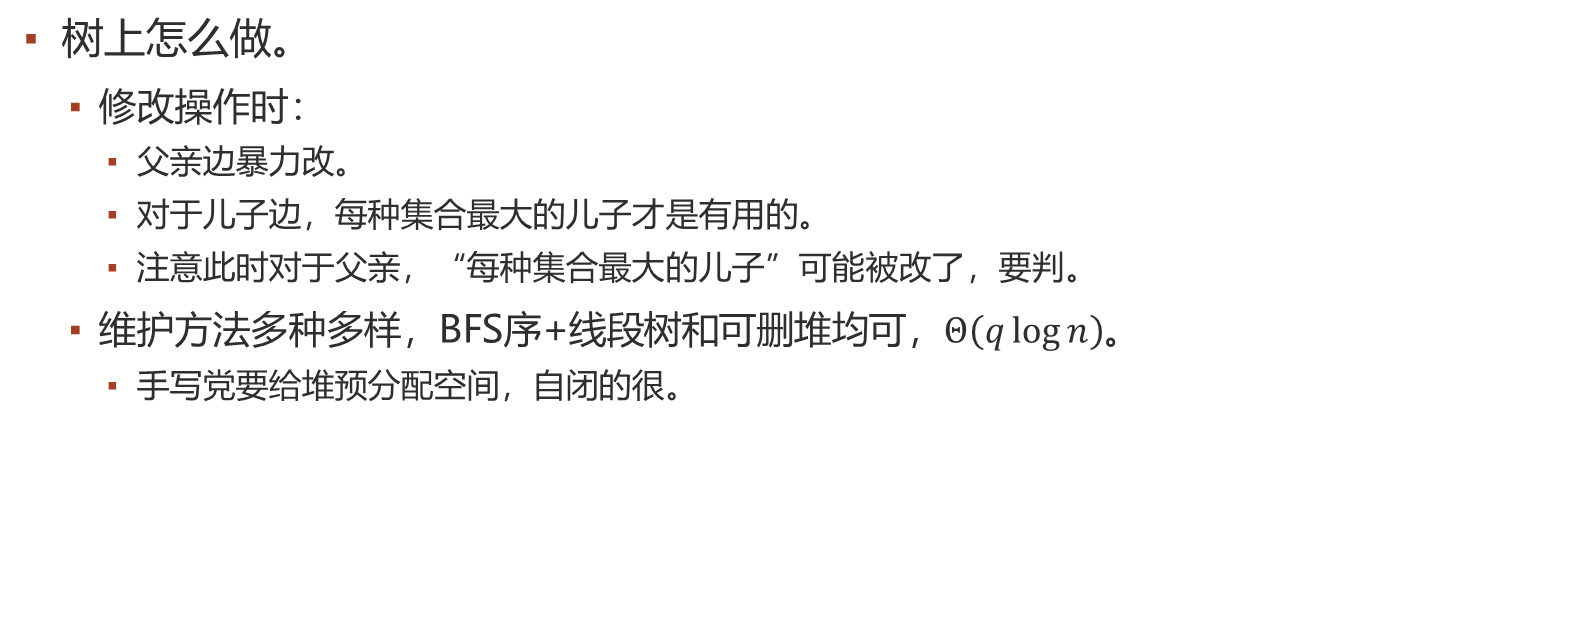 树上怎么做。
修改操作时：
父亲边暴力改。
对于儿子边，每种集合最大的儿子才是有用的。
注意此时对于父亲，“每种集合最大的儿子”可能被改了，要判。
维护方法多种多样，BFS序+线段树和可删堆均可，Θ(q log n)。
手写党要给堆预分配空间，自闭的很。